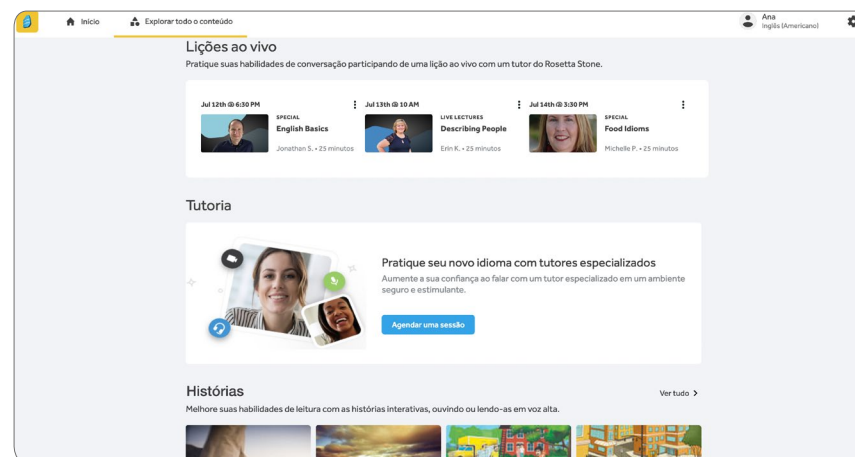 Início
Explorar todo o conteúdo
Ana
Inglês (Americano)
Lições ao vivo
Pratique suas habilidades de conversação participando de uma lição ao vivo com um tutor do Rosetta Stone.
Jul 12th @ 6:30 PM
SPECIAL
English Basics
Jonathan S. • 25 minutos
Jul 13th @ 10 AM
LIVE LECTURES
Describing People
Erin K. • 25 minutos
Jul 14th @ 3:30 PM
SPECIAL
Food Idioms
Michelle P. • 25 minutos
Tutoria
Pratique seu novo idioma com tutores especializados
Aumente a sua confiança ao falar com um tutor especializado em um ambiente
seguro e estimulante.
Agendar uma sessão
Histórias
Ver tudo >
Melhore suas habilidades de leitura com as histórias interativas, ouvindo ou lendo-as em voz alta.